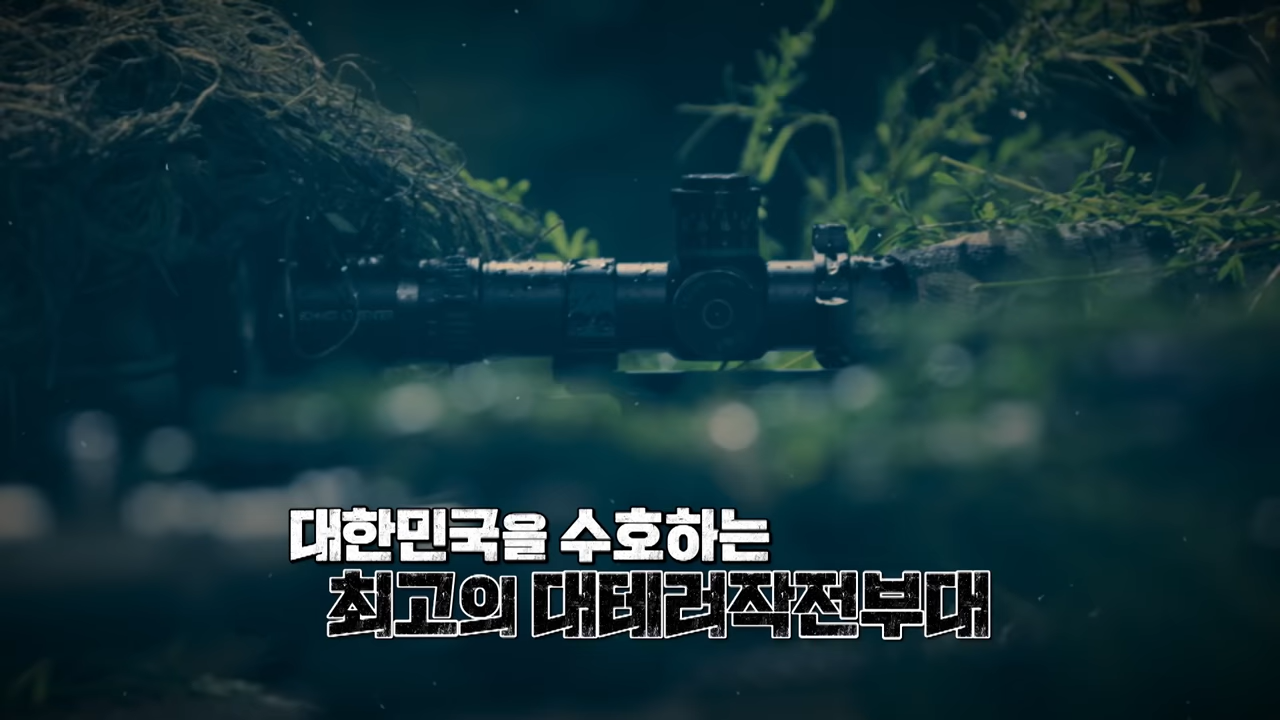 대한민국을 수호하는
최고의 대테러작전부대